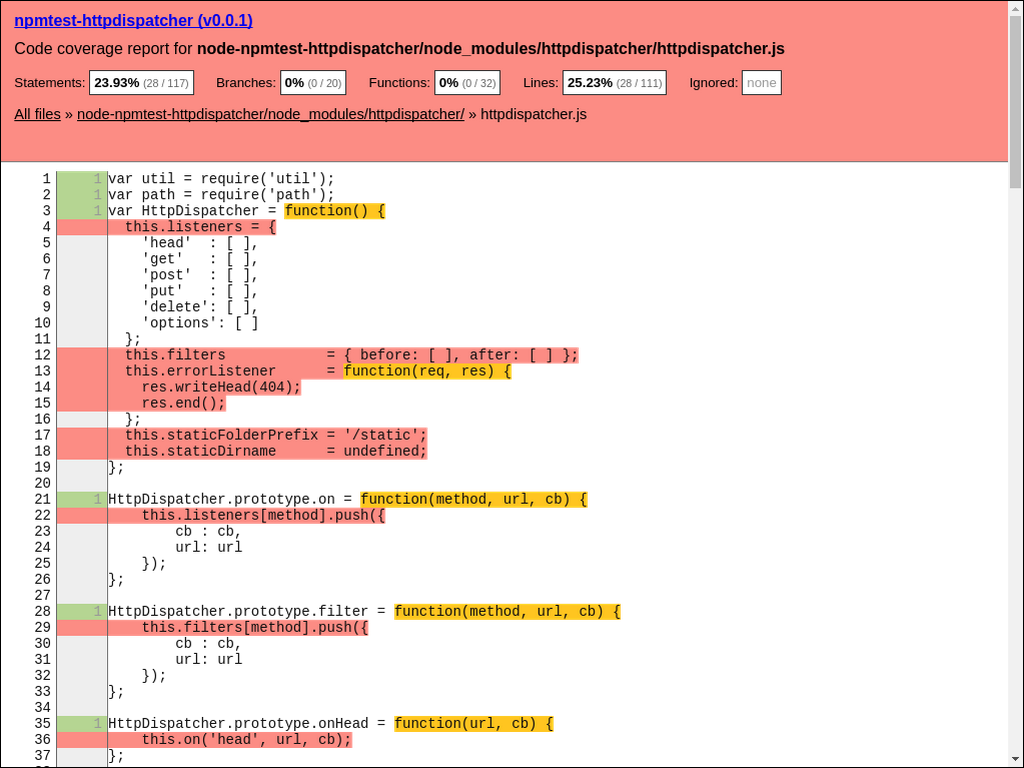 npmtest-httpdispatcher (v0.0.1)
Code coverage report for node-npmtest-httpdispatcher/node_modules/httpdispatcher/httpdispatcher.js
Statements: 23.93% (28 / 117) Branches: 0% (0 / 20) Functions: 0% (0 / 32) Lines: 25.23% (28 / 111) Ignored: none
All files » node-npmtest-httpdispatcher/node_modules/httpdispatcher/ » httpdispatcher.js
1 1 var util = require('util');
2 1 var path = require('path');
3 1 var HttpDispatcher = function() {
4   this.listeners = {
5     'head'  : [ ],
6     'get'   : [ ],
7     'post'  : [ ],
8     'put'   : [ ],
9     'delete': [ ],
10     'options': [ ]
11   };
12   this.filters            = { before: [ ], after: [ ] };
13   this.errorListener      = function(req, res) {
14     res.writeHead(404);
15     res.end();
16   };
17   this.staticFolderPrefix = '/static';
18   this.staticDirname      = undefined;
19 };
20
21 1 HttpDispatcher.prototype.on = function(method, url, cb) {
22     this.listeners[method].push({
23         cb : cb,
24         url: url
25     });
26 };
27
28 1 HttpDispatcher.prototype.filter = function(method, url, cb) {
29     this.filters[method].push({
30         cb : cb,
31         url: url
32     });
33 };
34
35 1 HttpDispatcher.prototype.onHead = function(url, cb) {
36     this.on('head', url, cb);
37 };